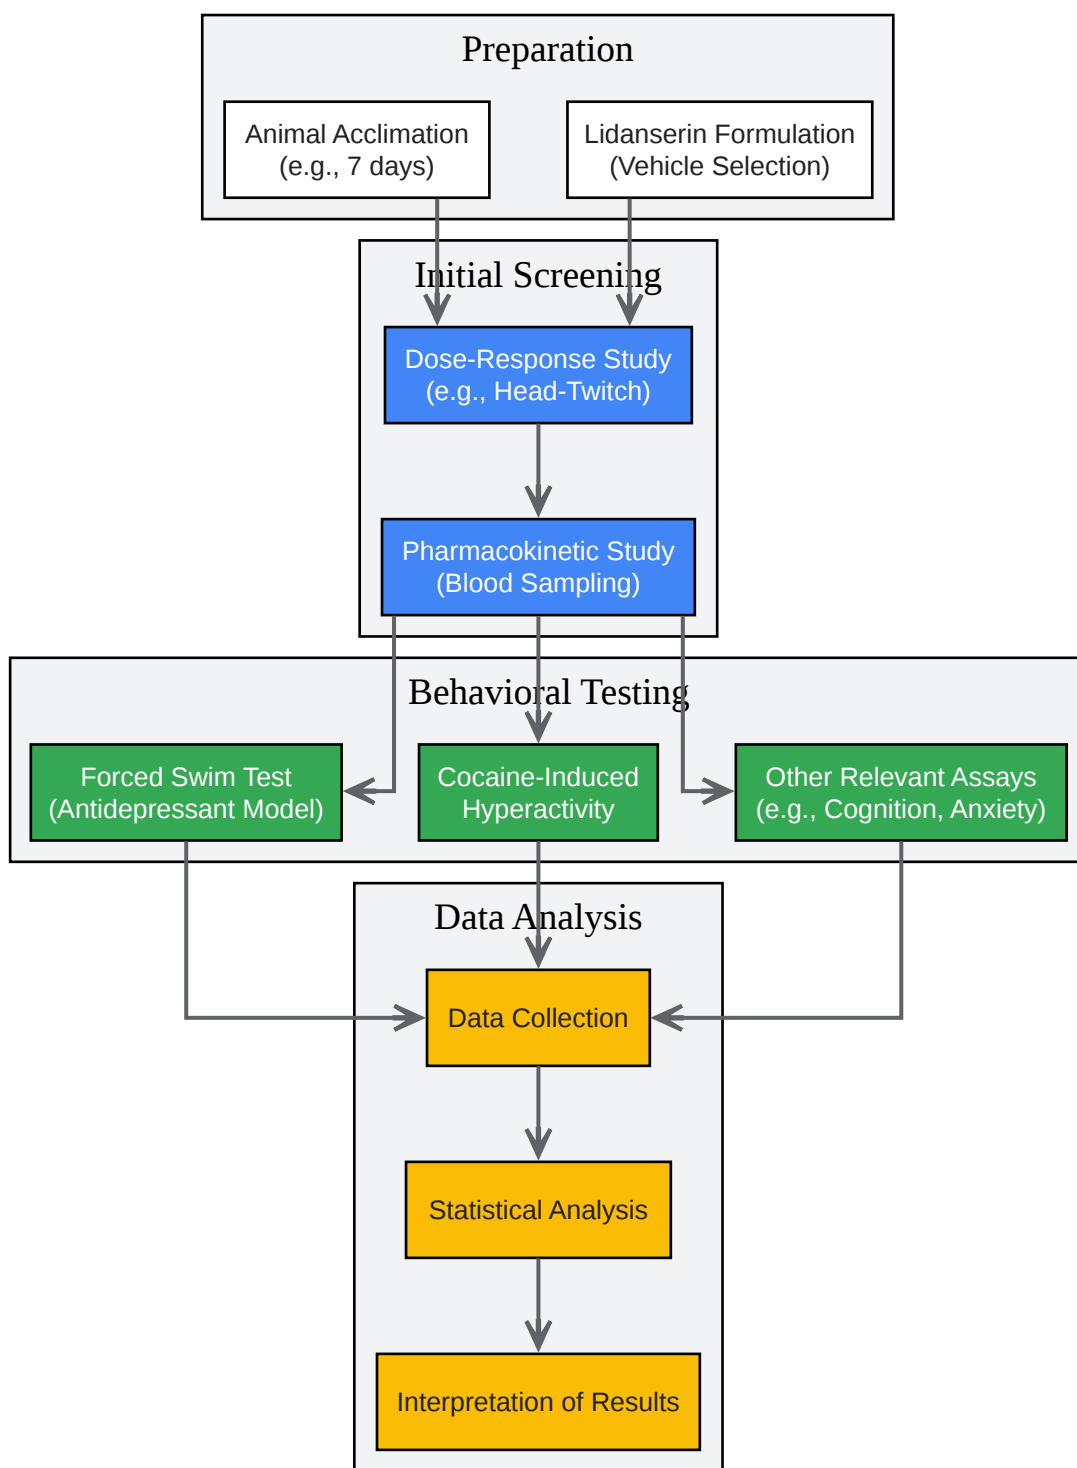 Preparation
Animal Acclimation
(e.g., 7 days)
Lidanserin Formulation
(Vehicle Selection)
Initial Screening
Dose-Response Study
(e.g., Head-Twitch)
Pharmacokinetic Study
(Blood Sampling)
Behavioral Testing
Forced Swim Test
(Antidepressant Model)
Cocaine-Induced
Hyperactivity
Other Relevant Assays
(e.g., Cognition, Anxiety)
Data Analysis
Data Collection
Statistical Analysis
Interpretation of Results